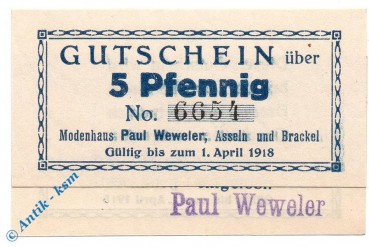 GUTSCHEIN über
5 Pfennig
No. 6654
Modenhaus Paul Weweler, Asseln und Brackel
Gültig bis zum 1. April 1918
Paul Weweler
© Antik - ksm